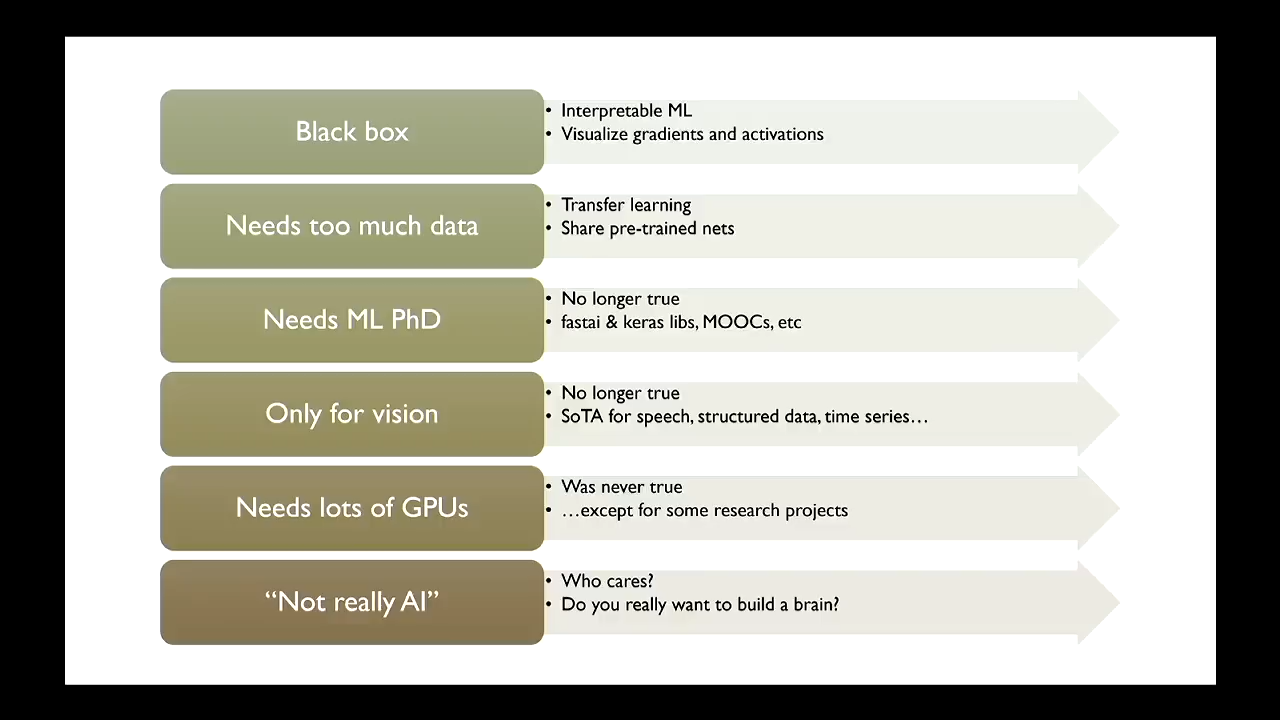 Black box
• Interpretable ML
• Visualize gradients and activations
Needs too much data
• Transfer learning
• Share pre-trained nets
Needs ML PhD
• No longer true
• fastai & keras libs, MOOCs, etc
Only for vision
• No longer true
• SoTA for speech, structured data, time series…
Needs lots of GPUs
• Was never true
• …except for some research projects
“Not really AI”
• Who cares?
• Do you really want to build a brain?